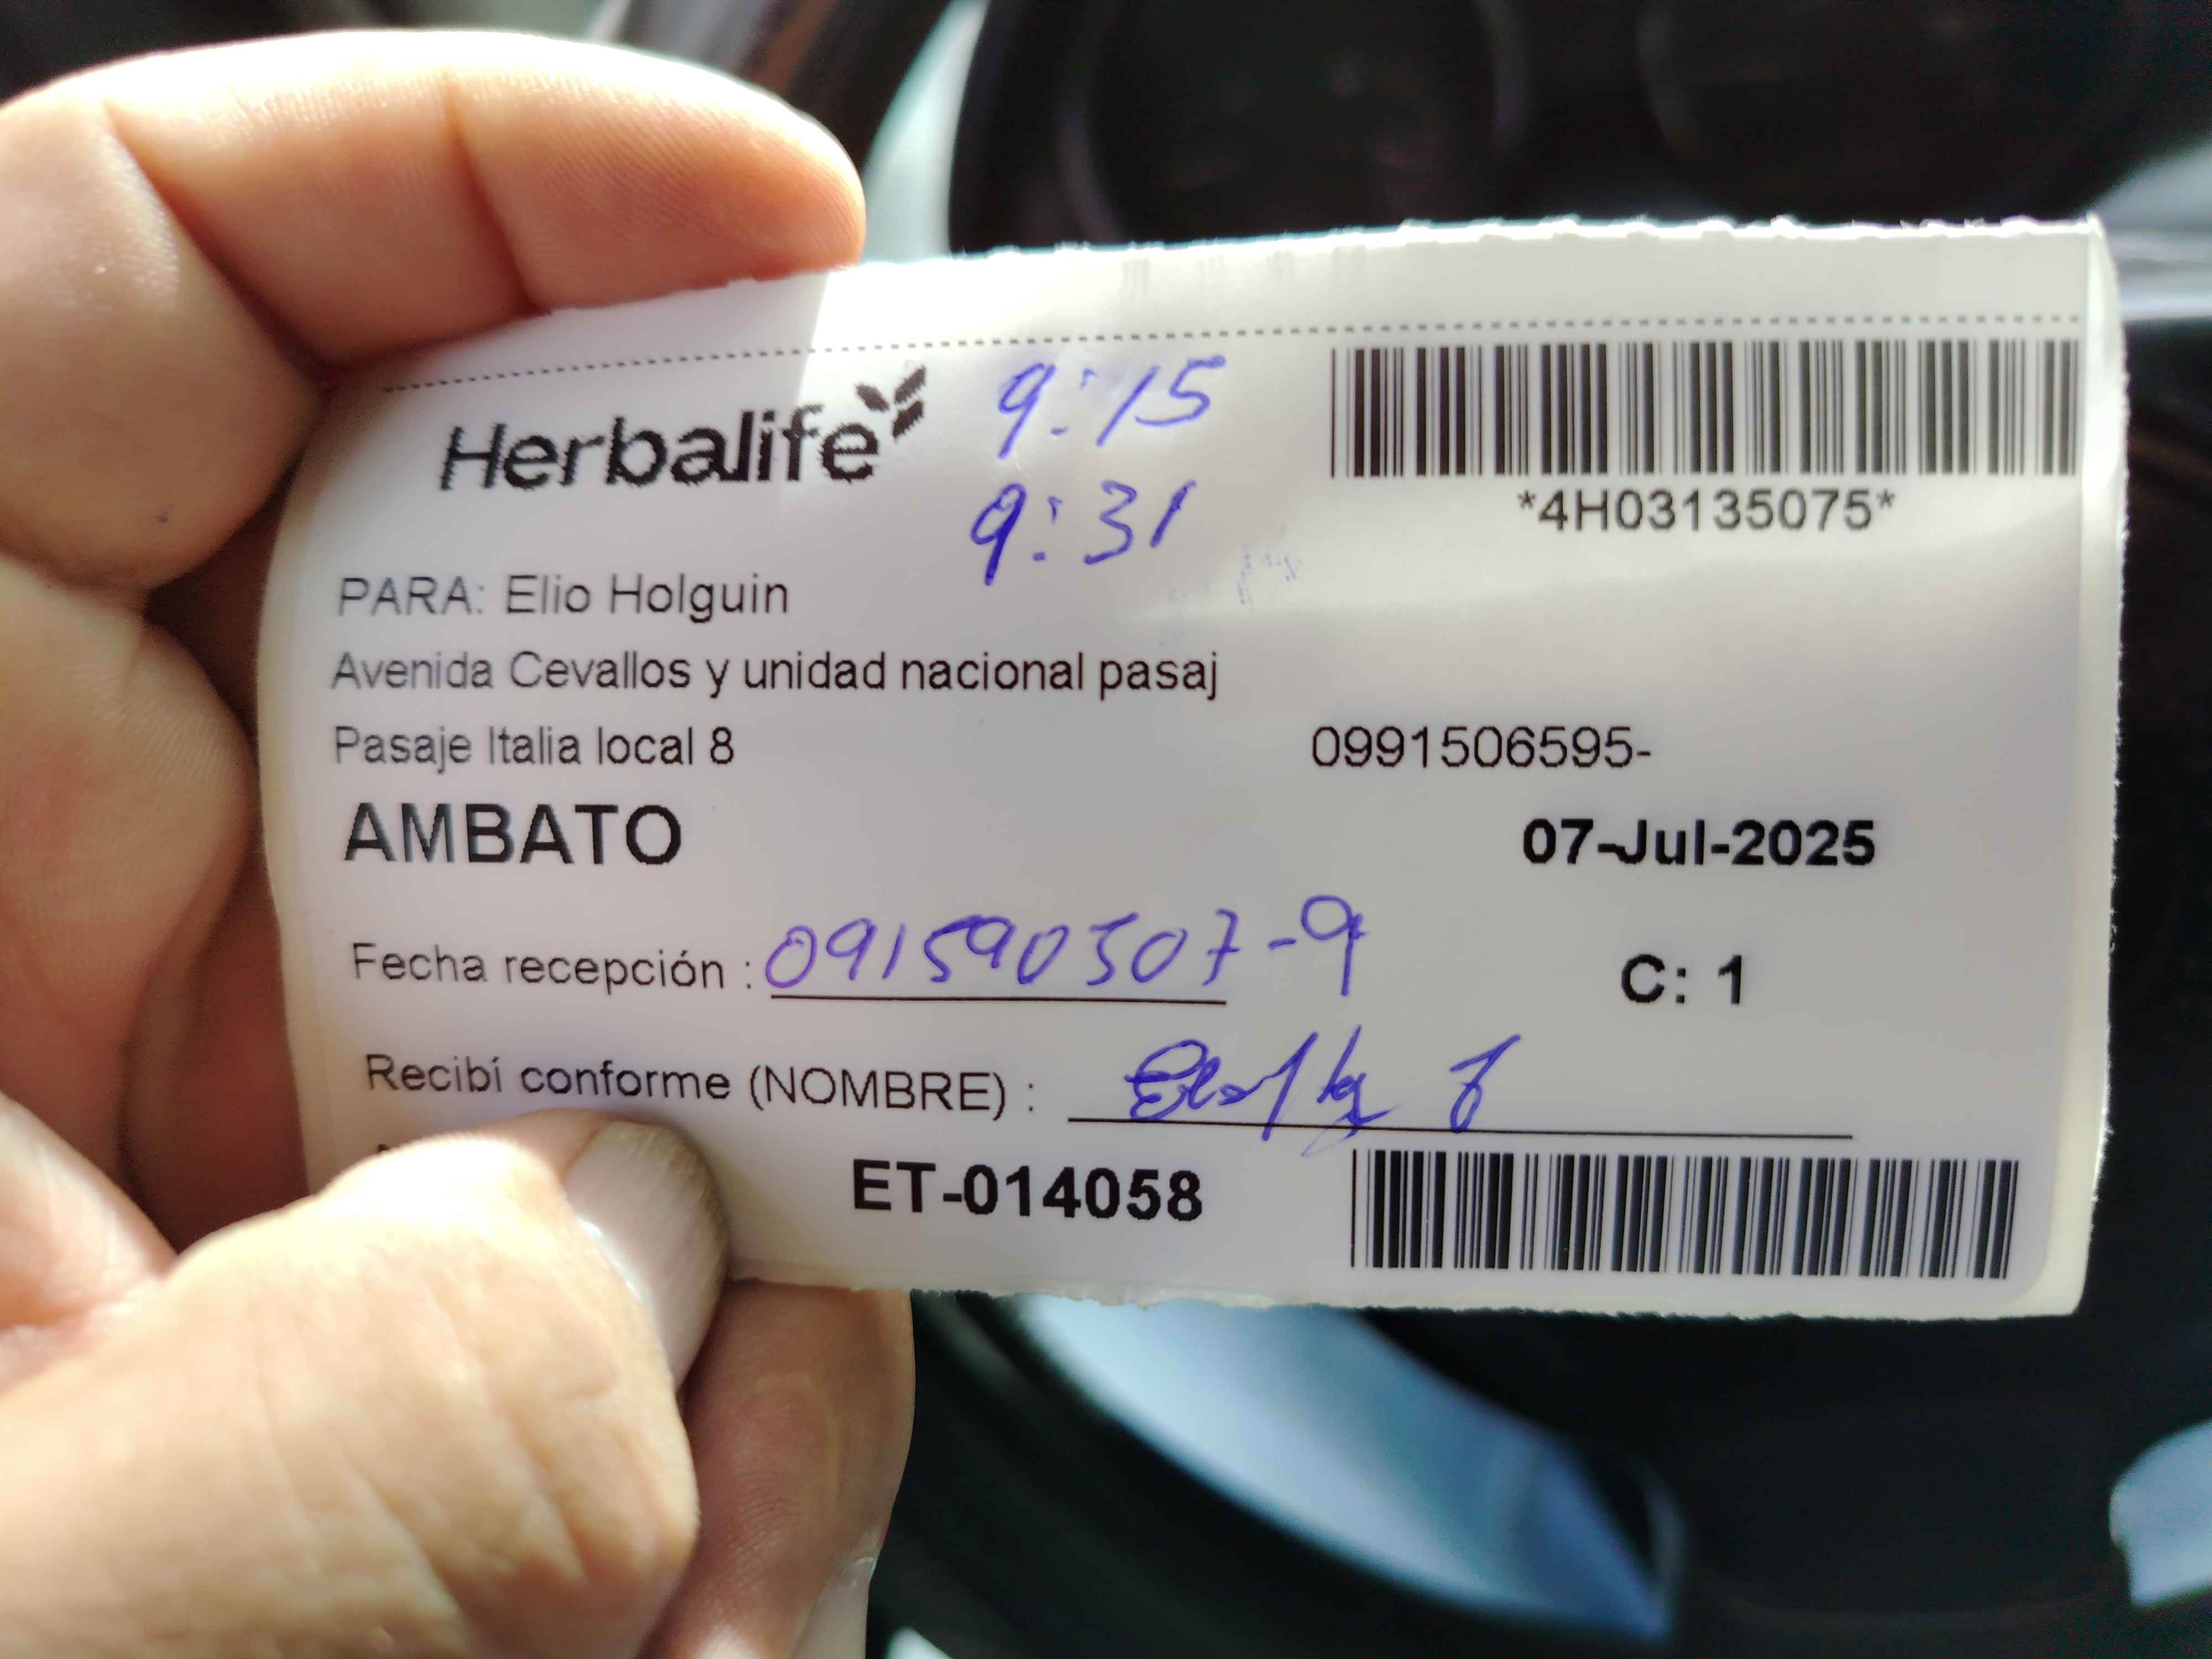 Herbalife
9:15
9:31
*4H03135075*
PARA: Elio Holguin
Avenida Cevallos y unidad nacional pasaj
Pasaje Italia local 8
0991506595-
AMBATO
07-Jul-2025
Fecha recepción : 091590507-9
C: 1
Recibí conforme (NOMBRE) :
ET-014058